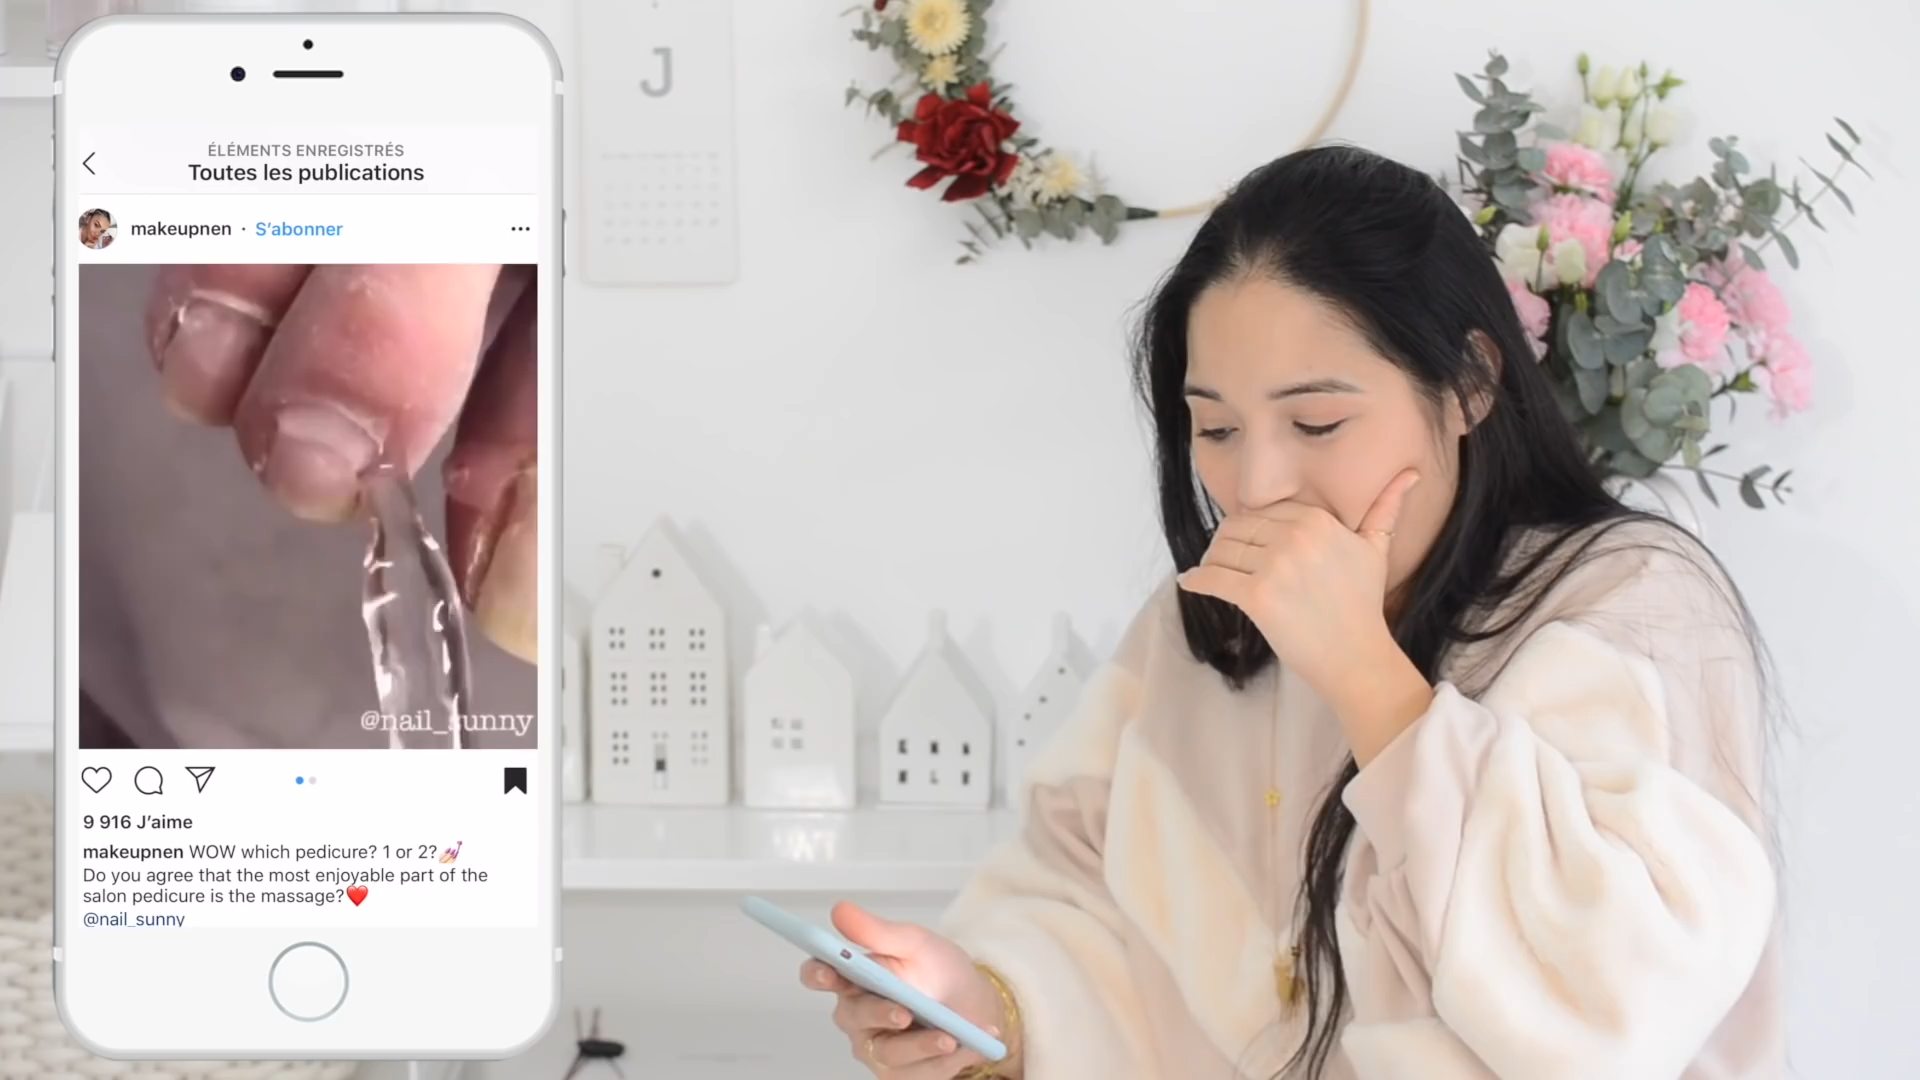 J
ÉLÉMENTS ENREGISTRÉS
Toutes les publications
makeupnen · S'abonner
@nail_sunny
9 916 J'aime
makeupnen WOW which pedicure? 1 or 2?💅
Do you agree that the most enjoyable part of the
salon pedicure is the massage?❤️
@nail_sunny